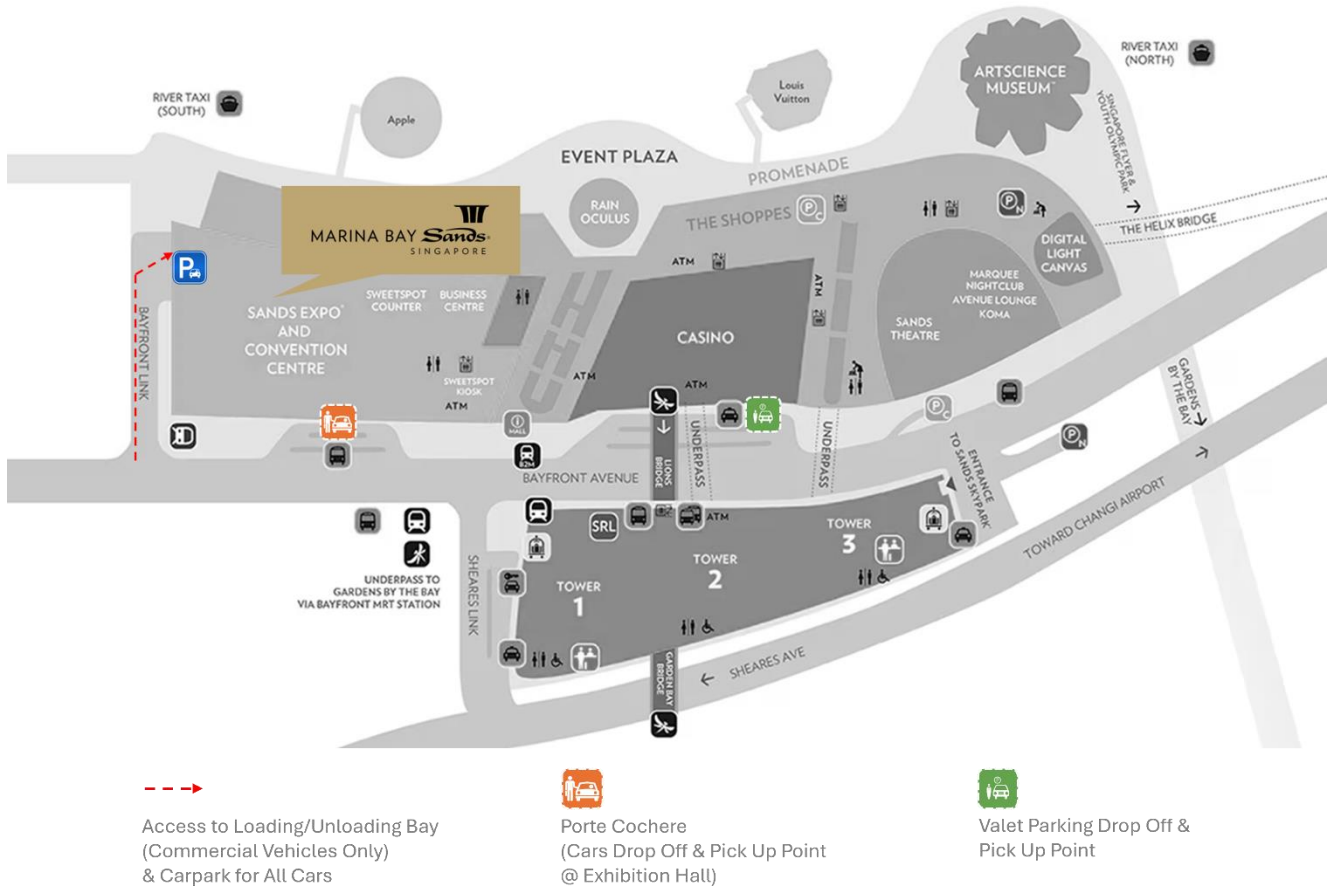 RIVER TAXI
(SOUTH)
Apple
Louis
Vuitton
ARTSCIENCE
MUSEUM™
RIVER TAXI
(NORTH)
SINGAPORE FLYER &
YOUTH OLYMPIC PARK
EVENT PLAZA
PROMENADE
RAIN
OCULUS
THE SHOPPES
P C
P N
THE HELIX BRIDGE
DIGITAL
LIGHT
CANVAS
MARINA BAY Sands®
SINGAPORE
P
ATM
ATM
MARQUEE
NIGHTCLUB
AVENUE LOUNGE
KOMA
SANDS
THEATRE
SWEETSPOT
COUNTER
BUSINESS
CENTRE
SANDS EXPO®
AND
CONVENTION
CENTRE
CASINO
BAYFRONT LINK
SWEETSPOT
KIOSK
ATM
ATM
ATM
HALL
B2M
LIONS
BRIDGE
UNDERPASS
UNDERPASS
P C
P N
GARDENS
BY THE BAY
BAYFRONT AVENUE
ENTRANCE
TO SANDS SKYPARK®
TOWARD CHANGI AIRPORT
SRL
ATM
TOWER
1
TOWER
2
TOWER
3
UNDERPASS TO
GARDENS BY THE BAY
VIA BAYFRONT MRT STATION
SHEARES LINK
GARDEN BAY
BRIDGE
SHEARES AVE
Access to Loading/Unloading Bay
(Commercial Vehicles Only)
& Carpark for All Cars
Porte Cochere
(Cars Drop Off & Pick Up Point
@ Exhibition Hall)
Valet Parking Drop Off &
Pick Up Point